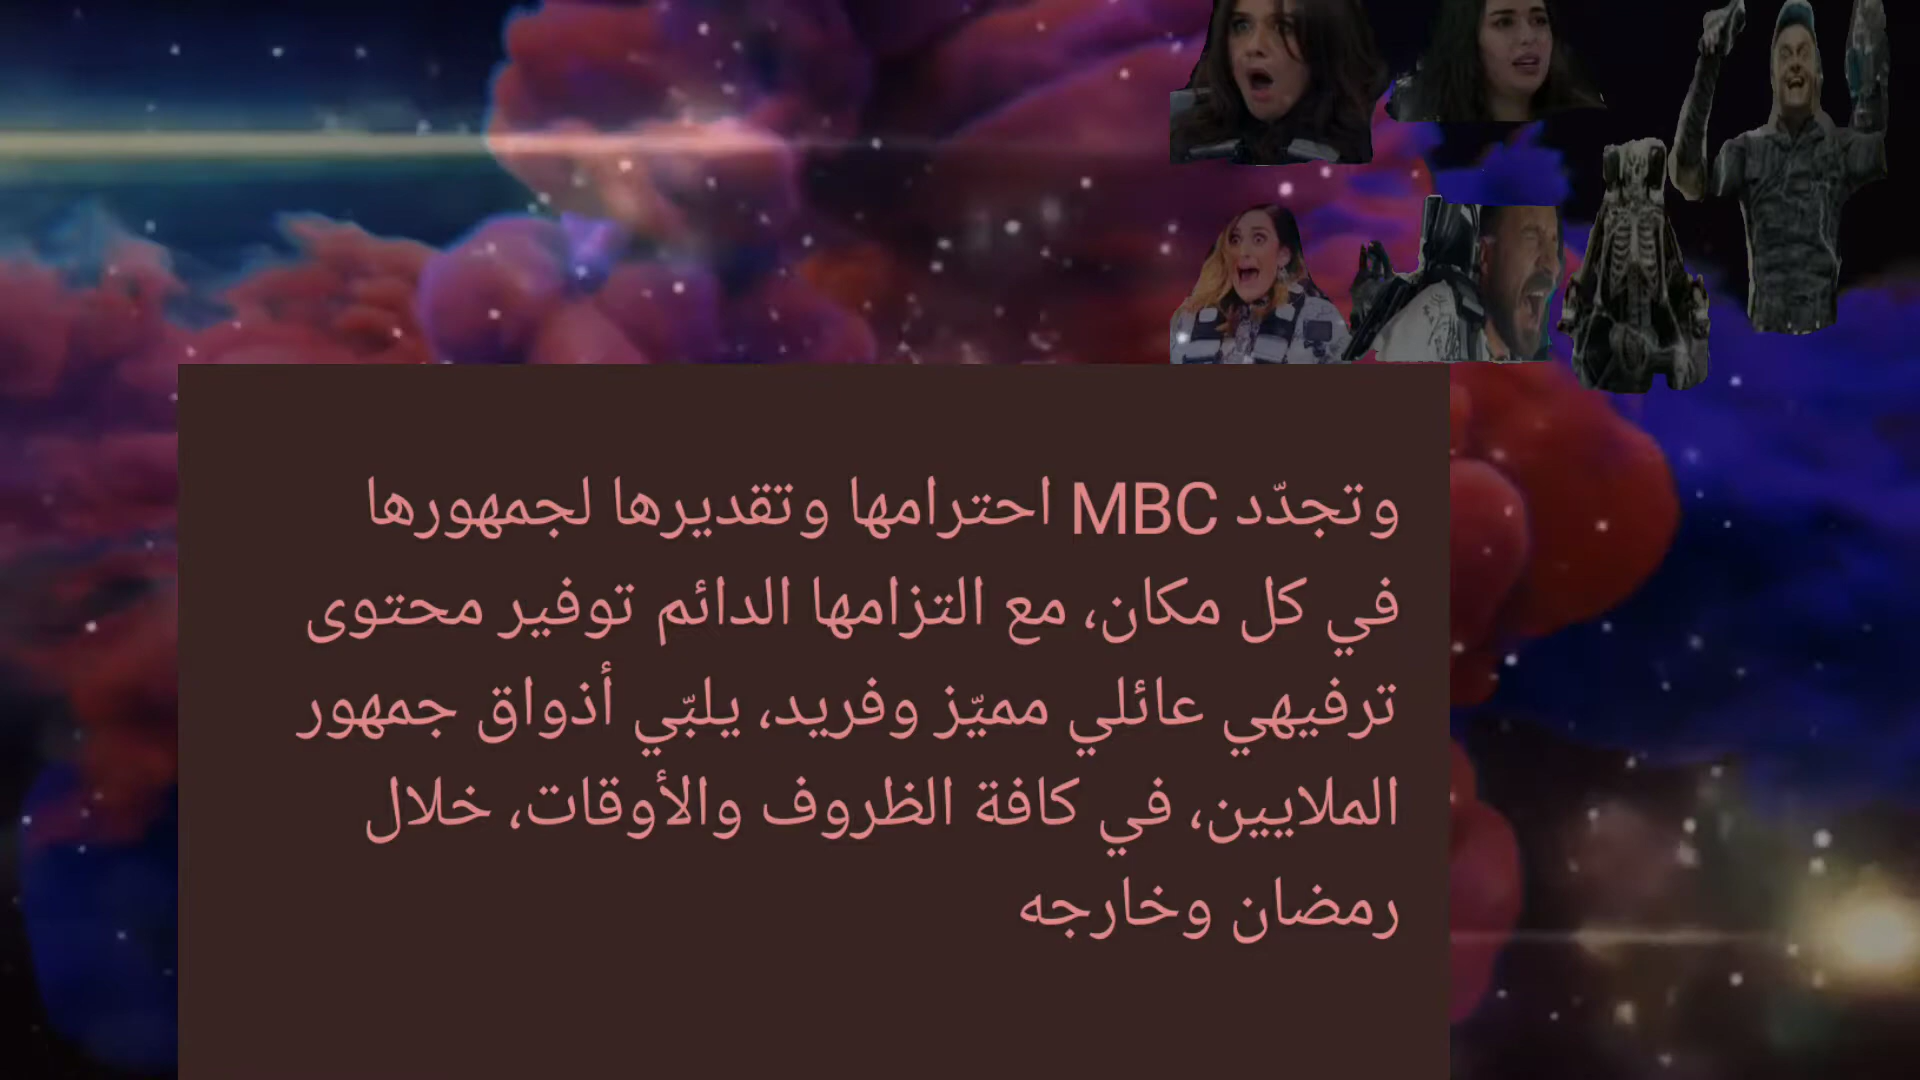 وتجدّد MBC احترامها وتقديرها لجمهورها
في كل مكان، مع التزامها الدائم توفير محتوى
ترفيهي عائلي مميّز وفريد، يلبّي أذواق جمهور
الملايين، في كافة الظروف والأوقات، خلال
رمضان وخارجه